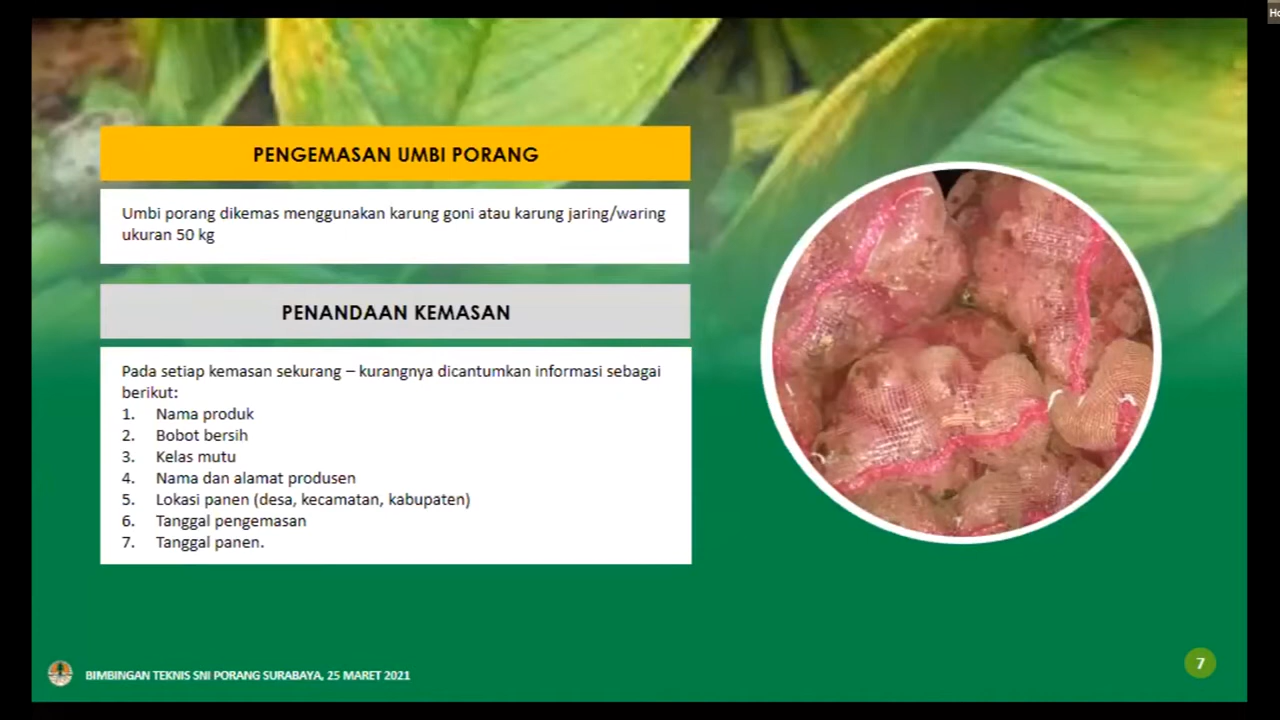 PENGEMASAN UMBI PORANG
Umbi porang dikemas menggunakan karung goni atau karung jaring/waring
ukuran 50 kg
PENANDAAN KEMASAN
Pada setiap kemasan sekurang – kurangnya dicantumkan informasi sebagai
berikut:
1. Nama produk
2. Bobot bersih
3. Kelas mutu
4. Nama dan alamat produsen
5. Lokasi panen (desa, kecamatan, kabupaten)
6. Tanggal pengemasan
7. Tanggal panen.
BIMBINGAN TEKNIS SNI PORANG SURABAYA, 25 MARET 2021
7